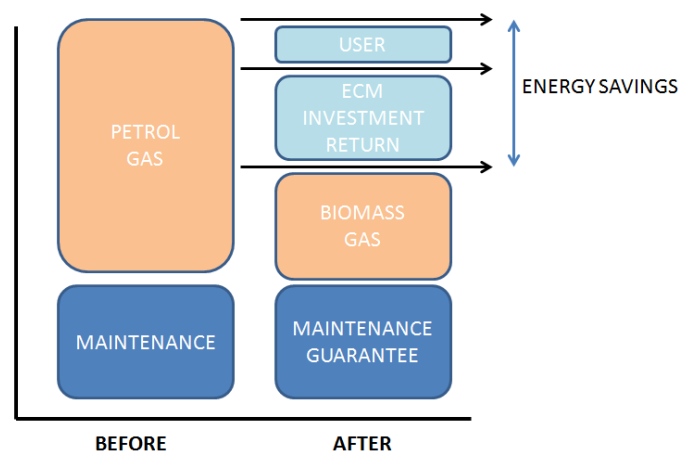 PETROL
GAS
MAINTENANCE
USER
ECM
INVESTMENT
RETURN
BIOMASS
GAS
MAINTENANCE
GUARANTEE
ENERGY SAVINGS
BEFORE
AFTER